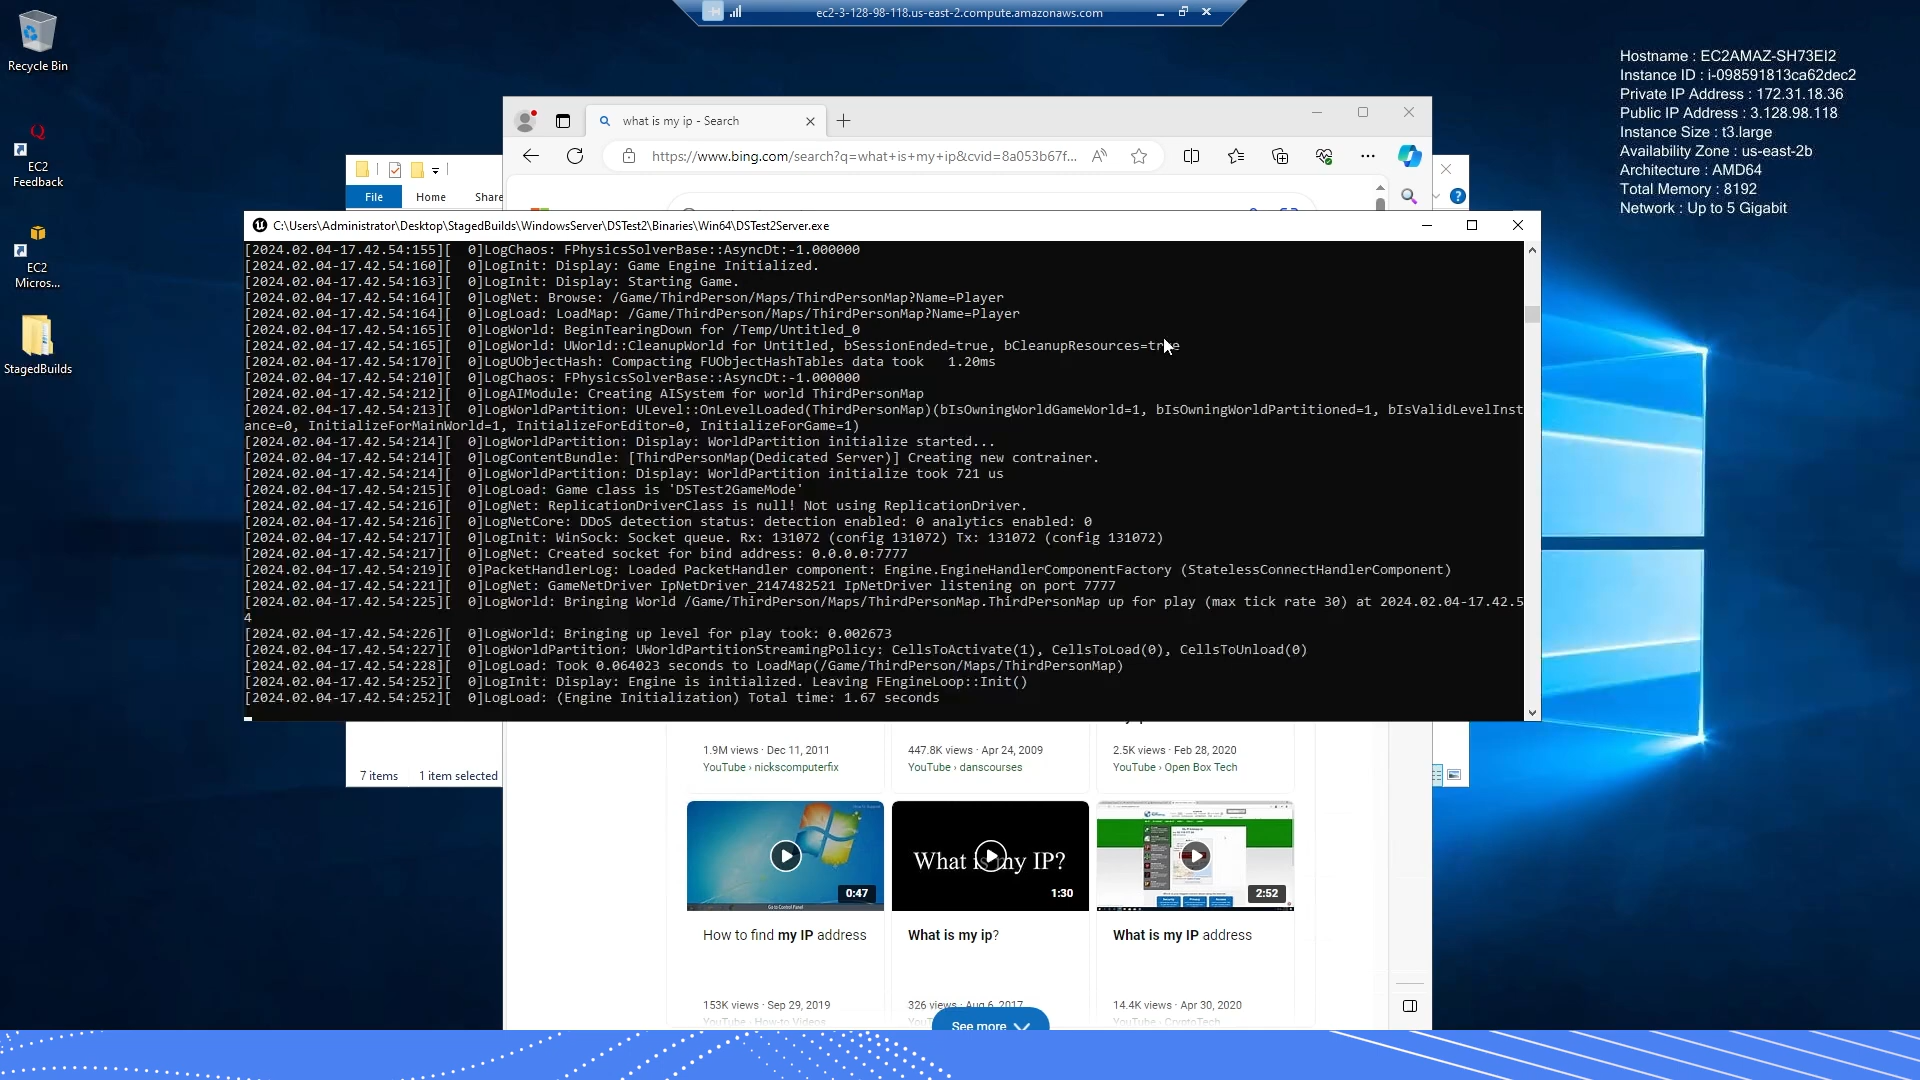 ec2-3-128-98-118.us-east-2.compute.amazonaws.com
Recycle Bin
EC2
Feedback
EC2
Micros...
StagedBuilds
Hostname : EC2AMAZ-SH73EI2
Instance ID : i-098591813ca62dec2
Private IP Address : 172.31.18.36
Public IP Address : 3.128.98.118
Instance Size : t3.large
Availability Zone : us-east-2b
Architecture : AMD64
Total Memory : 8192
Network : Up to 5 Gigabit
what is my ip - Search
https://www.bing.com/search?q=what+is+my+ip&cvid=8a053b67f...
File Home Share
C:\Users\Administrator\Desktop\StagedBuilds\WindowsServer\DSTest2\Binaries\Win64\DSTest2Server.exe
[2024.02.04-17.42.54:155][  0]LogChaos: FPhysicsSolverBase::AsyncDt:-1.000000
[2024.02.04-17.42.54:160][  0]LogInit: Display: Game Engine Initialized.
[2024.02.04-17.42.54:163][  0]LogInit: Display: Starting Game.
[2024.02.04-17.42.54:164][  0]LogNet: Browse: /Game/ThirdPerson/Maps/ThirdPersonMap?Name=Player
[2024.02.04-17.42.54:164][  0]LogLoad: LoadMap: /Game/ThirdPerson/Maps/ThirdPersonMap?Name=Player
[2024.02.04-17.42.54:165][  0]LogWorld: BeginTearingDown for /Temp/Untitled_0
[2024.02.04-17.42.54:165][  0]LogWorld: UWorld::CleanupWorld for Untitled, bSessionEnded=true, bCleanupResources=true
[2024.02.04-17.42.54:170][  0]LogUObjectHash: Compacting FUObjectHashTables data took   1.20ms
[2024.02.04-17.42.54:210][  0]LogChaos: FPhysicsSolverBase::AsyncDt:-1.000000
[2024.02.04-17.42.54:212][  0]LogAIModule: Creating AISystem for world ThirdPersonMap
[2024.02.04-17.42.54:213][  0]LogWorldPartition: ULevel::OnLevelLoaded(ThirdPersonMap)(bIsOwningWorldGameWorld=1, bIsOwningWorldPartitioned=1, bIsValidLevelInst
ance=0, InitializeForMainWorld=1, InitializeForEditor=0, InitializeForGame=1)
[2024.02.04-17.42.54:214][  0]LogWorldPartition: Display: WorldPartition initialize started...
[2024.02.04-17.42.54:214][  0]LogContentBundle: [ThirdPersonMap(Dedicated Server)] Creating new contrainer.
[2024.02.04-17.42.54:214][  0]LogWorldPartition: Display: WorldPartition initialize took 721 us
[2024.02.04-17.42.54:215][  0]LogLoad: Game class is 'DSTest2GameMode'
[2024.02.04-17.42.54:216][  0]LogNet: ReplicationDriverClass is null! Not using ReplicationDriver.
[2024.02.04-17.42.54:216][  0]LogNetCore: DDoS detection status: detection enabled: 0 analytics enabled: 0
[2024.02.04-17.42.54:217][  0]LogInit: WinSock: Socket queue. Rx: 131072 (config 131072) Tx: 131072 (config 131072)
[2024.02.04-17.42.54:217][  0]LogNet: Created socket for bind address: 0.0.0.0:7777
[2024.02.04-17.42.54:219][  0]PacketHandlerLog: Loaded PacketHandler component: Engine.EngineHandlerComponentFactory (StatelessConnectHandlerComponent)
[2024.02.04-17.42.54:221][  0]LogNet: GameNetDriver IpNetDriver_2147482521 IpNetDriver listening on port 7777
[2024.02.04-17.42.54:225][  0]LogWorld: Bringing World /Game/ThirdPerson/Maps/ThirdPersonMap.ThirdPersonMap up for play (max tick rate 30) at 2024.02.04-17.42.5
4
[2024.02.04-17.42.54:226][  0]LogWorld: Bringing up level for play took: 0.002673
[2024.02.04-17.42.54:227][  0]LogWorldPartition: UWorldPartitionStreamingPolicy: CellsToActivate(1), CellsToLoad(0), CellsToUnload(0)
[2024.02.04-17.42.54:228][  0]LogLoad: Took 0.064023 seconds to LoadMap(/Game/ThirdPerson/Maps/ThirdPersonMap)
[2024.02.04-17.42.54:252][  0]LogInit: Display: Engine is initialized. Leaving FEngineLoop::Init()
[2024.02.04-17.42.54:252][  0]LogLoad: (Engine Initialization) Total time: 1.67 seconds
7 items 1 item selected
1.9M views · Dec 11, 2011
YouTube › nickscomputerfix
447.8K views · Apr 24, 2009
YouTube › danscourses
2.5K views · Feb 28, 2020
YouTube › Open Box Tech
0:47
What is my IP?
1:30
2:52
How to find my IP address
What is my ip?
What is my IP address
153K views · Sep 29, 2019
YouTube › How-to Videos
326 views · Aug 6, 2017
14.4K views · Apr 30, 2020
YouTube › CryptoTech
See more